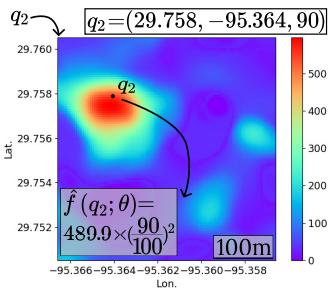 q₂ q₂=(29.758, −95.364, 90)
29.760
29.758
29.756
29.754
29.752
Lat.
q₂
f̂ (q₂; θ)=
489.9×(90/100)²
100m
−95.366 −95.364 −95.362 −95.360 −95.358
Lon.
500
400
300
200
100
0